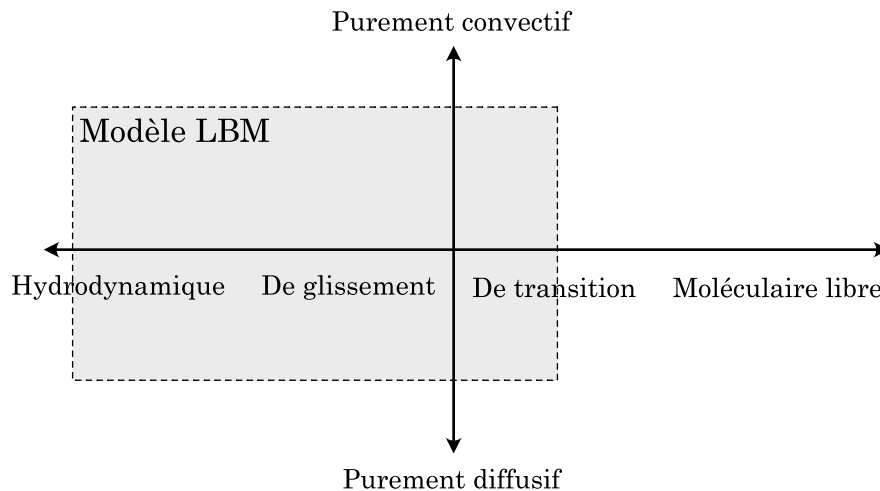 Purement convectif
Modèle LBM
Hydrodynamique De glissement De transition Moléculaire libre
Purement diffusif